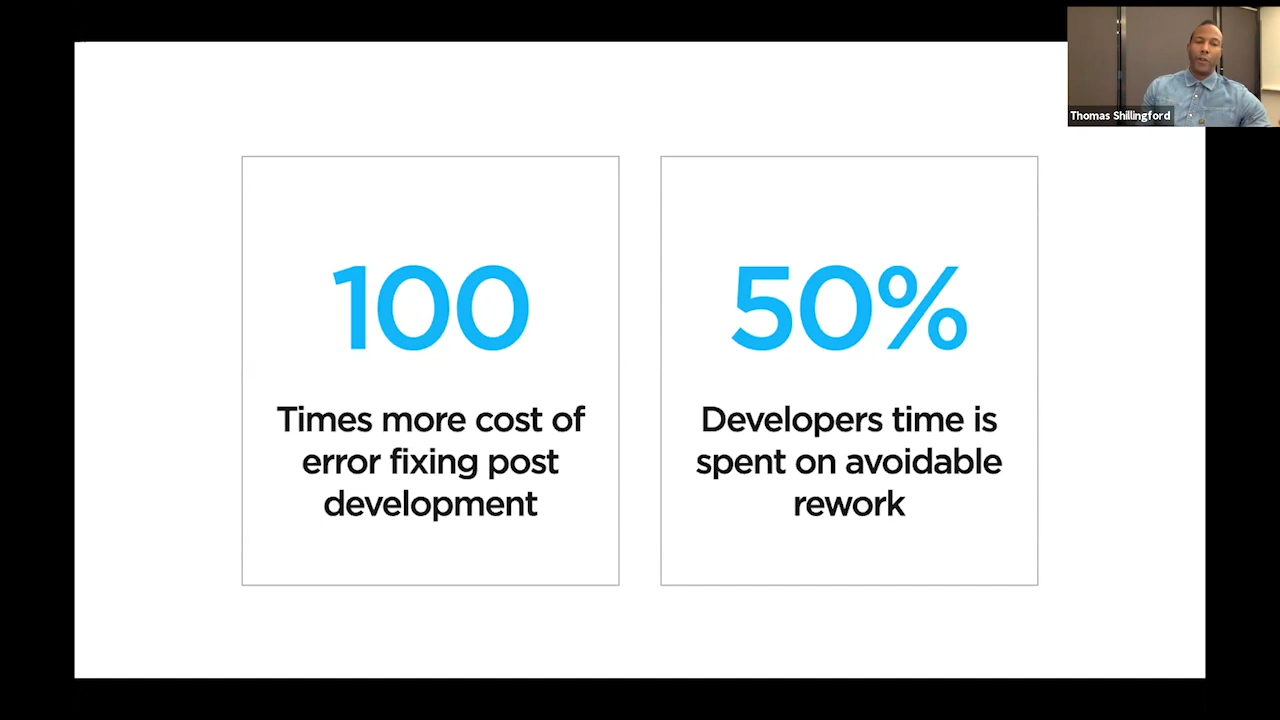 Thomas Shillingford
100
Times more cost of
error fixing post
development
50%
Developers time is
spent on avoidable
rework